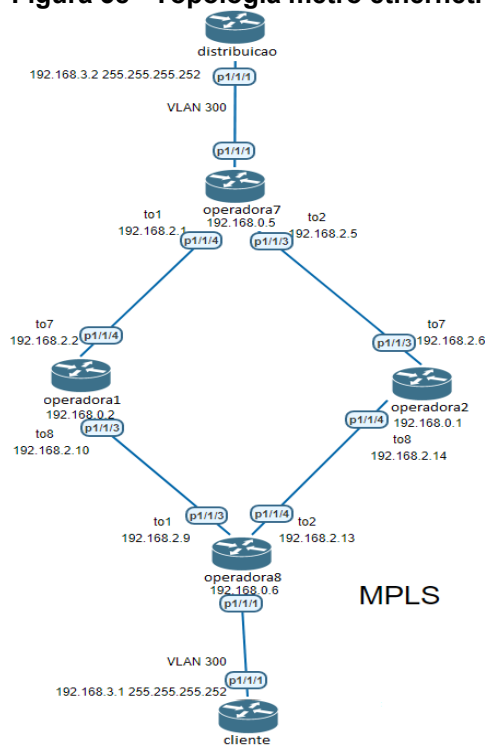 distribuicao
192.168.3.2 255.255.255.252
p1/1/1
VLAN 300
p1/1/1
operadora7
192.168.0.5
to1
192.168.2.1
p1/1/4
to2
192.168.2.5
p1/1/3
to7
192.168.2.2
p1/1/4
to7
192.168.2.6
p1/1/3
operadora1
192.168.0.2
p1/1/3
to8
192.168.2.10
operadora2
192.168.0.1
p1/1/4
to8
192.168.2.14
to1
192.168.2.9
p1/1/3
to2
192.168.2.13
p1/1/4
operadora8
192.168.0.6
p1/1/1
MPLS
VLAN 300
192.168.3.1 255.255.255.252
p1/1/1
cliente